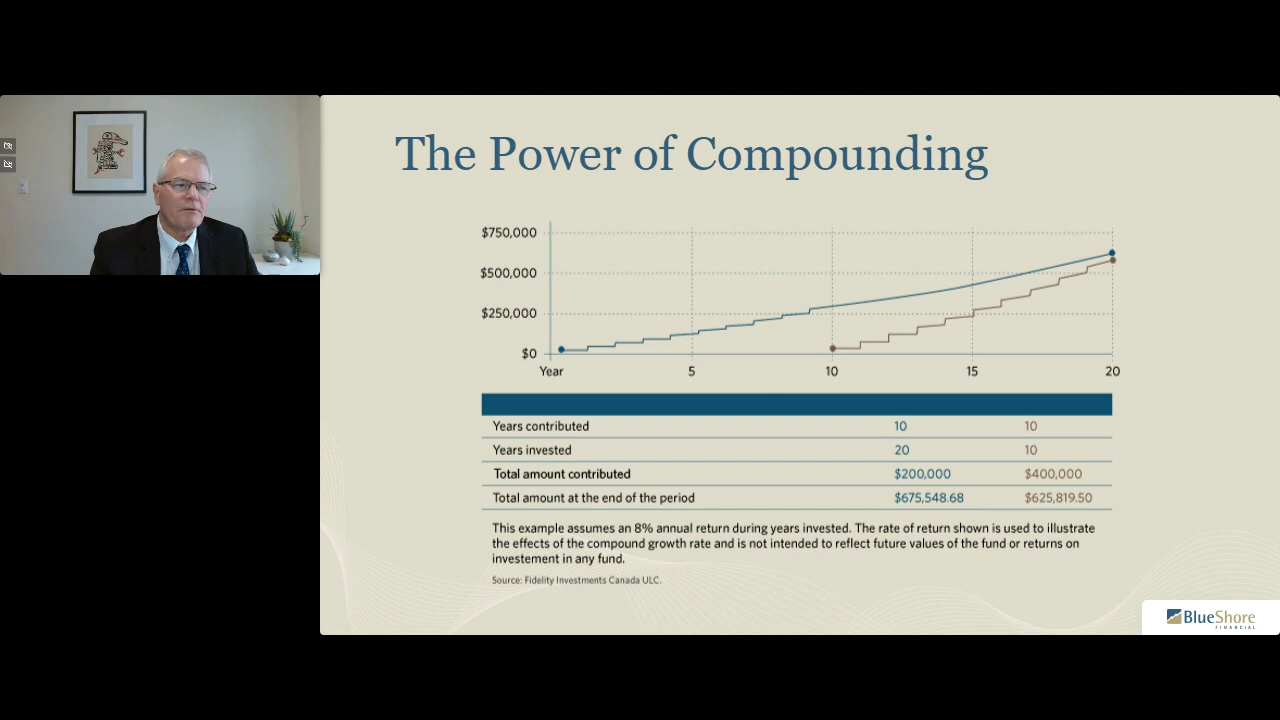 The Power of Compounding
$750,000
$500,000
$250,000
$0
Year 5 10 15 20
Years contributed 10 10
Years invested 20 10
Total amount contributed $200,000 $400,000
Total amount at the end of the period $675,548.68 $625,819.50
This example assumes an 8% annual return during years invested. The rate of return shown is used to illustrate
the effects of the compound growth rate and is not intended to reflect future values of the fund or returns on
investement in any fund.
Source: Fidelity Investments Canada ULC.
BlueShore
FINANCIAL